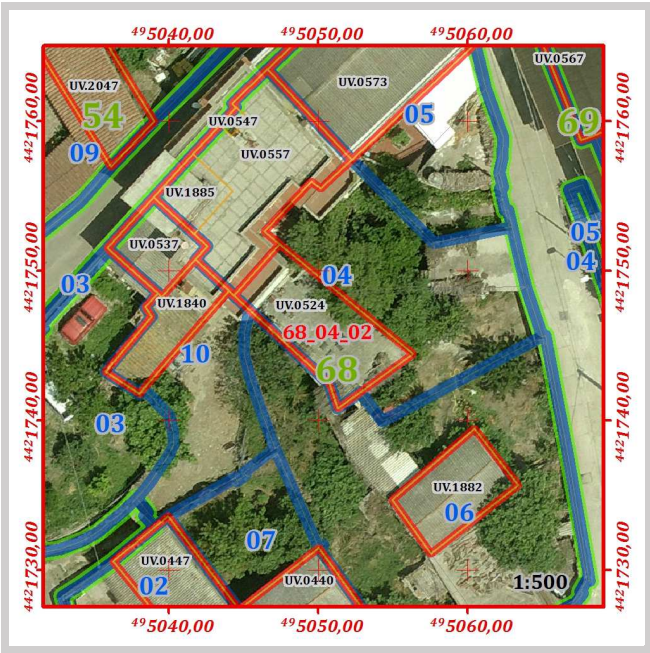 ⁴⁹5040,00 ⁴⁹5050,00 ⁴⁹5060,00
UV.0567
UV.0573
UV.2047
⁴⁴²¹760,00 54 UV.0547 05 69 ⁴⁴²¹760,00
09 UV.0557
UV.1885
05
⁴⁴²¹750,00 UV.0537 04 ⁴⁴²¹750,00
03 04
UV.1840 UV.0524
68_04_02
10 68
⁴⁴²¹740,00 03 ⁴⁴²¹740,00
UV.1882
06
07
⁴⁴²¹730,00 UV.0447 ⁴⁴²¹730,00
02 UV.0440 1:500
⁴⁹5040,00 ⁴⁹5050,00 ⁴⁹5060,00